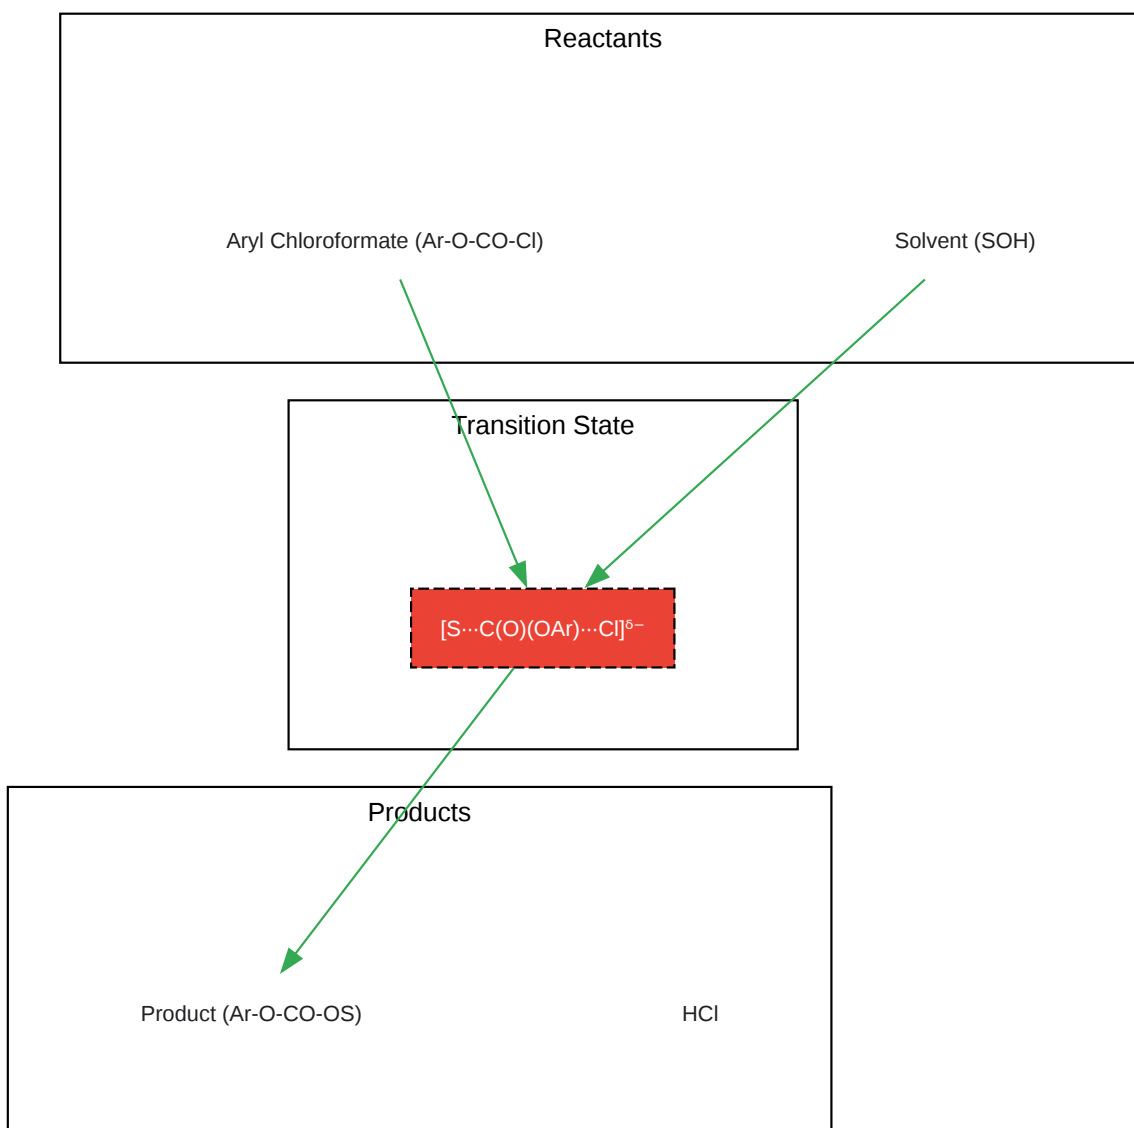 Reactants
Aryl Chloroformate (Ar-O-CO-Cl)
Solvent (SOH)
Transition State
[S···C(O)(OAr)···Cl]ᵟ⁻
Products
Product (Ar-O-CO-OS)
HCl